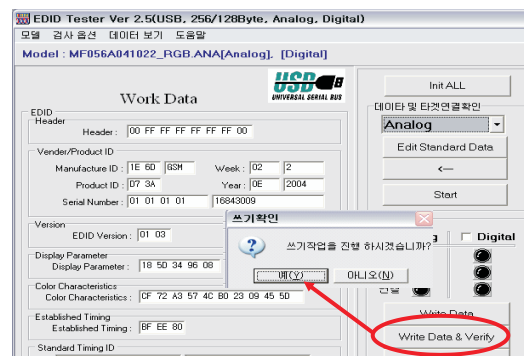 EDID Tester Ver 2.5(USB, 256/128Byte, Analog, Digital)
모델 검사 옵션 데이터 보기 도움말
Model : MF056A041022_RGB.ANA[Analog], [Digital]
Work Data
USB
UNIVERSAL SERIAL BUS
Init ALL
데이타 및 타겟연결확인
Analog
Edit Standard Data
<—
Start
EDID
Header
Header : 00 FF FF FF FF FF FF 00
Vender/Product ID
Manufacture ID : 1E 6D GSM Week : 02 2
Product ID : D7 3A Year : 0E 2004
Serial Number : 01 01 01 01 16843009
Version
EDID Version : 01 03
쓰기확인
쓰기작업을 진행 하시겠습니까?
예(Y) 아니오(N)
Digital
Display Parameter
Display Parameter : 18 5D 34 96 08
Color Characteristics
Color Characteristics : CF 72 A3 57 4C B0 23 09 45 5D
연결
Write Data
Write Data & Verify
Established Timing
Established Timing : BF EE 80
Standard Timing ID